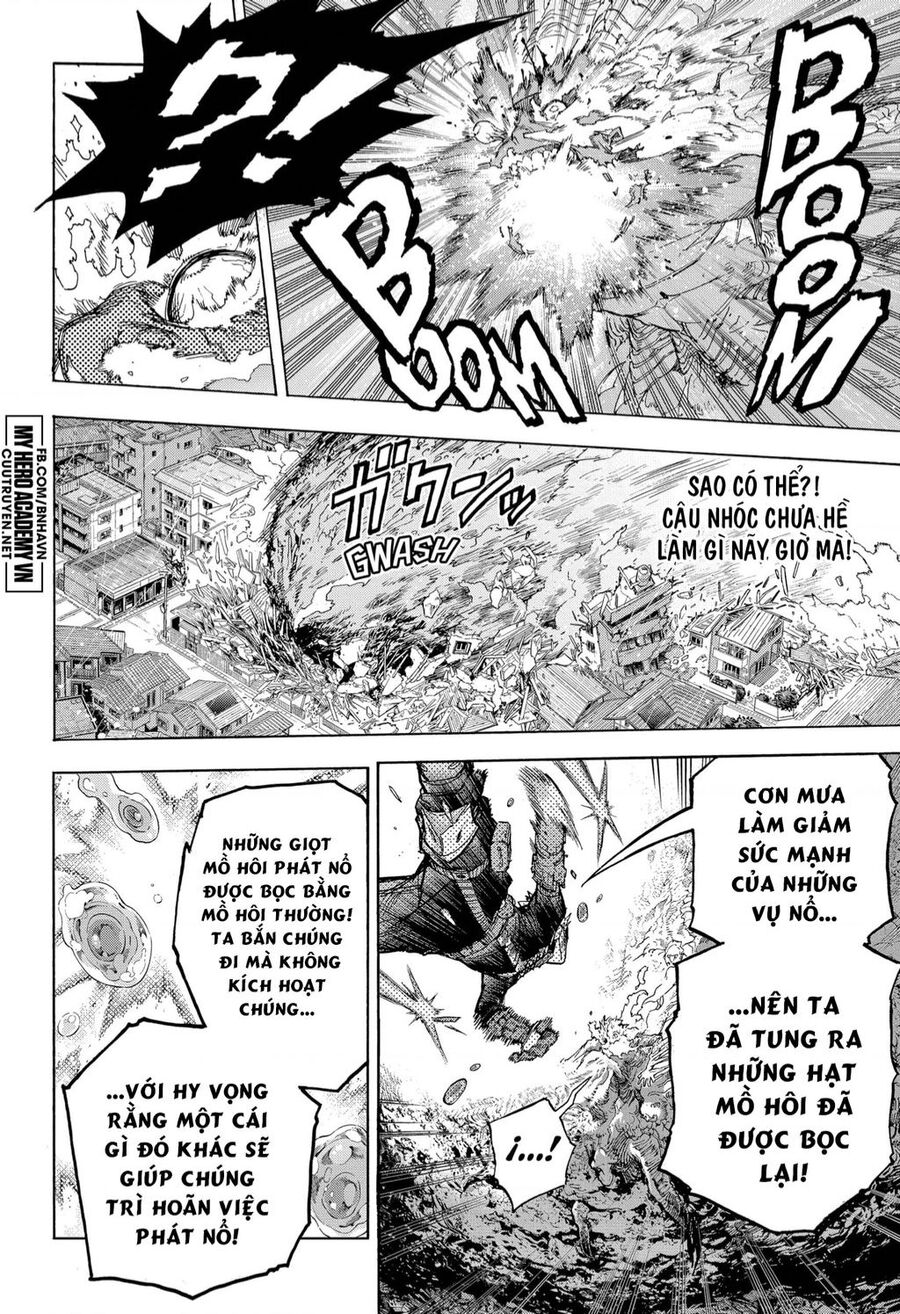 BOOM
BOOM
?!
SAO CÓ THỂ?!
CẬU NHÓC CHƯA HỀ
LÀM GÌ NÃY GIỜ MÀ!
ガクーンッ
GWASH
FB.COM/BNHAVN
MY HERO ACADEMY VN
CUUTRUYEN.NET
CƠN MƯA
LÀM GIẢM
SỨC MẠNH
CỦA NHỮNG
VỤ NỔ...
...NÊN TA
ĐÃ TUNG RA
NHỮNG HẠT
MỒ HÔI ĐÃ
ĐƯỢC BỌC
LẠI!
i....!
NHỮNG GIỌT
MỒ HÔI PHÁT NỔ
ĐƯỢC BỌC BẰNG
MỒ HÔI THƯỜNG!
TA BẮN CHÚNG
ĐI MÀ KHÔNG
KÍCH HOẠT
CHÚNG...
...VỚI HY VỌNG
RẰNG MỘT CÁI
GÌ ĐÓ KHÁC SẼ
GIÚP CHÚNG
TRÌ HOÃN VIỆC
PHÁT NỔ!